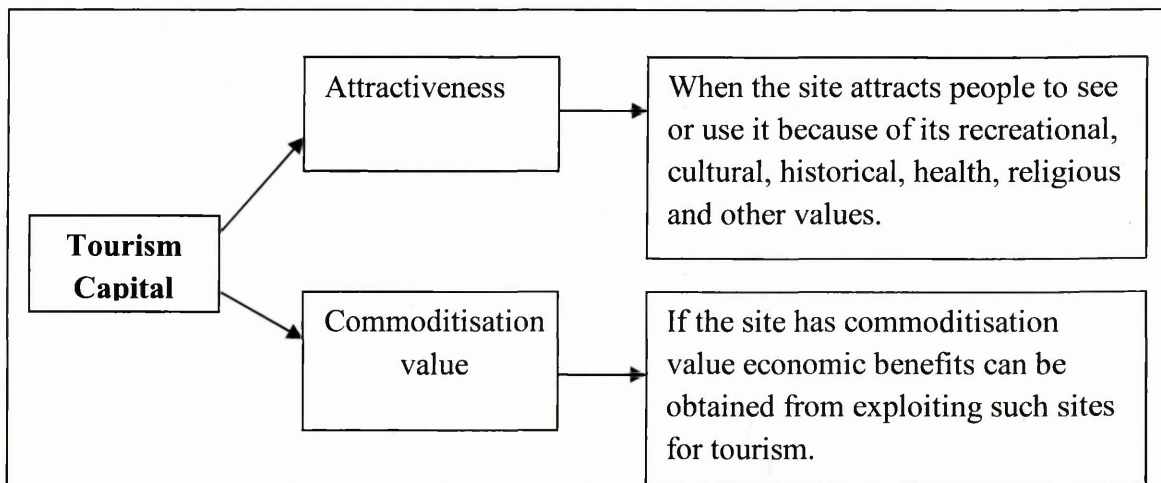 Attractiveness
When the site attracts people to see
or use it because of its recreational,
cultural, historical, health, religious
and other values.
Tourism
Capital
Commoditisation
value
If the site has commoditisation
value economic benefits can be
obtained from exploiting such sites
for tourism.